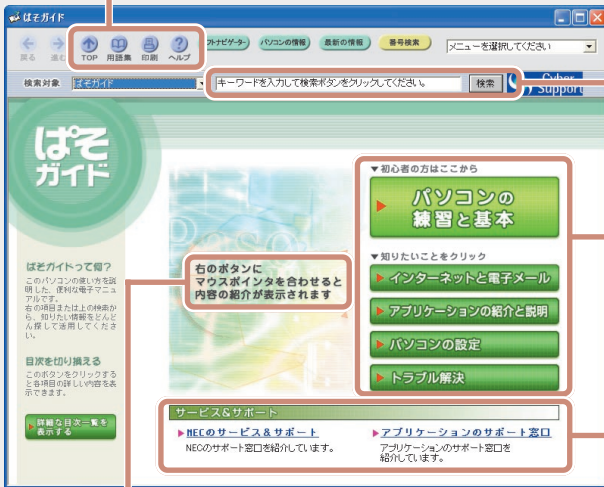 ぱそガイド
戻る 進む TOP 用語集 印刷 ヘルプ
フトナビゲーター パソコンの情報 最新の情報 番号検索 メニューを選択してください
検索対象 ぱそガイド キーワードを入力して検索ボタンをクリックしてください。 検索 Cyber
Support
ぱそ
ガイド
▼初心者の方はここから
パソコンの
練習と基本
▼知りたいことをクリック
インターネットと電子メール
アプリケーションの紹介と説明
パソコンの設定
トラブル解決
右のボタンに
マウスポインタを合わせると
内容の紹介が表示されます
ぱそガイドって何?
このパソコンの使い方を説
明した、便利な電子マニュ
アルです。
右の項目または上の検索か
ら、知りたい情報をどんど
ん探して活用してくださ
い。
目次を切り換える
このボタンをクリックする
と各項目の詳しい内容を表
示できます。
詳細な目次一覧を
表示する
サービス&サポート
NECのサービス&サポート
NECのサポート窓口を紹介しています。
アプリケーションのサポート窓口
アプリケーションのサポート窓口を
紹介しています。